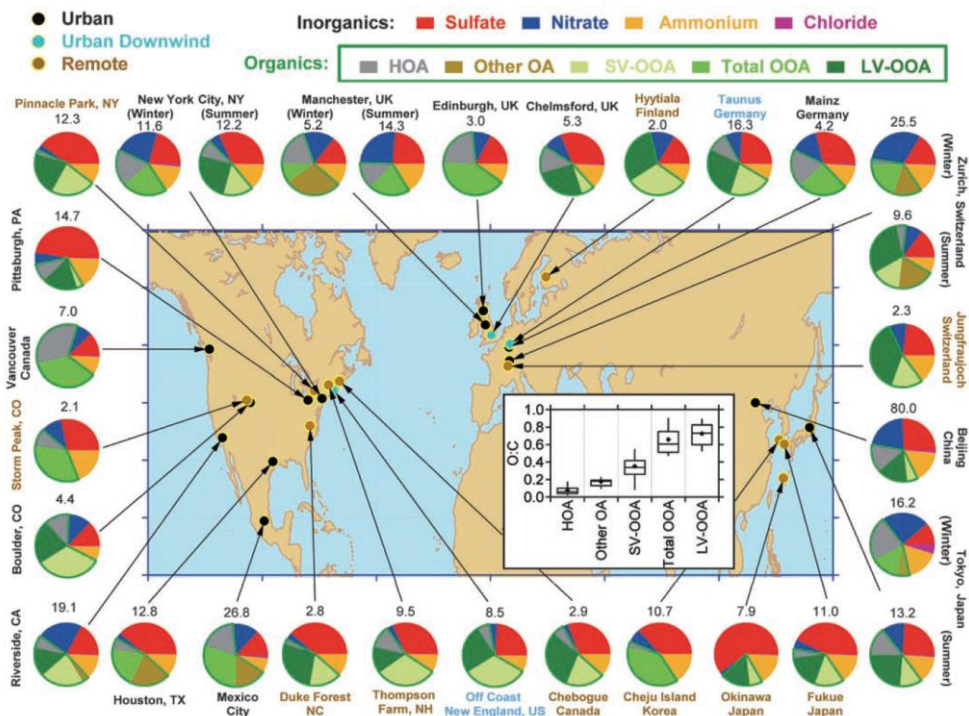 Urban
Urban Downwind
Remote
Inorganics: Sulfate Nitrate Ammonium Chloride
Organics: HOA Other OA SV-OOA Total OOA LV-OOA
Pinnacle Park, NY
12.3
New York City, NY
(Winter) (Summer)
11.6 12.2
Manchester, UK
(Winter) (Summer)
5.2 14.3
Edinburgh, UK
3.0
Chelmsford, UK
5.3
Hyytiala
Finland
2.0
Taunus
Germany
16.3
Mainz
Germany
4.2
25.5
Zurich, Switzerland
(Winter) (Summer)
9.6
Pittsburgh, PA
14.7
Vancouver
Canada
7.0
Storm Peak, CO
2.1
Boulder, CO
4.4
Riverside, CA
19.1
Jungfraujoch
Switzerland
2.3
Beijing
China
80.0
Tokyo, Japan
(Winter) (Summer)
16.2
13.2
O:C
1.0
0.8
0.6
0.4
0.2
0.0
HOA
Other OA
SV-OOA
Total OOA
LV-OOA
12.8
Houston, TX
26.8
Mexico
City
2.8
Duke Forest
NC
9.5
Thompson
Farm, NH
8.5
Off Coast
New England, US
2.9
Chebogue
Canada
10.7
Cheju Island
Korea
7.9
Okinawa
Japan
11.0
Fukue
Japan